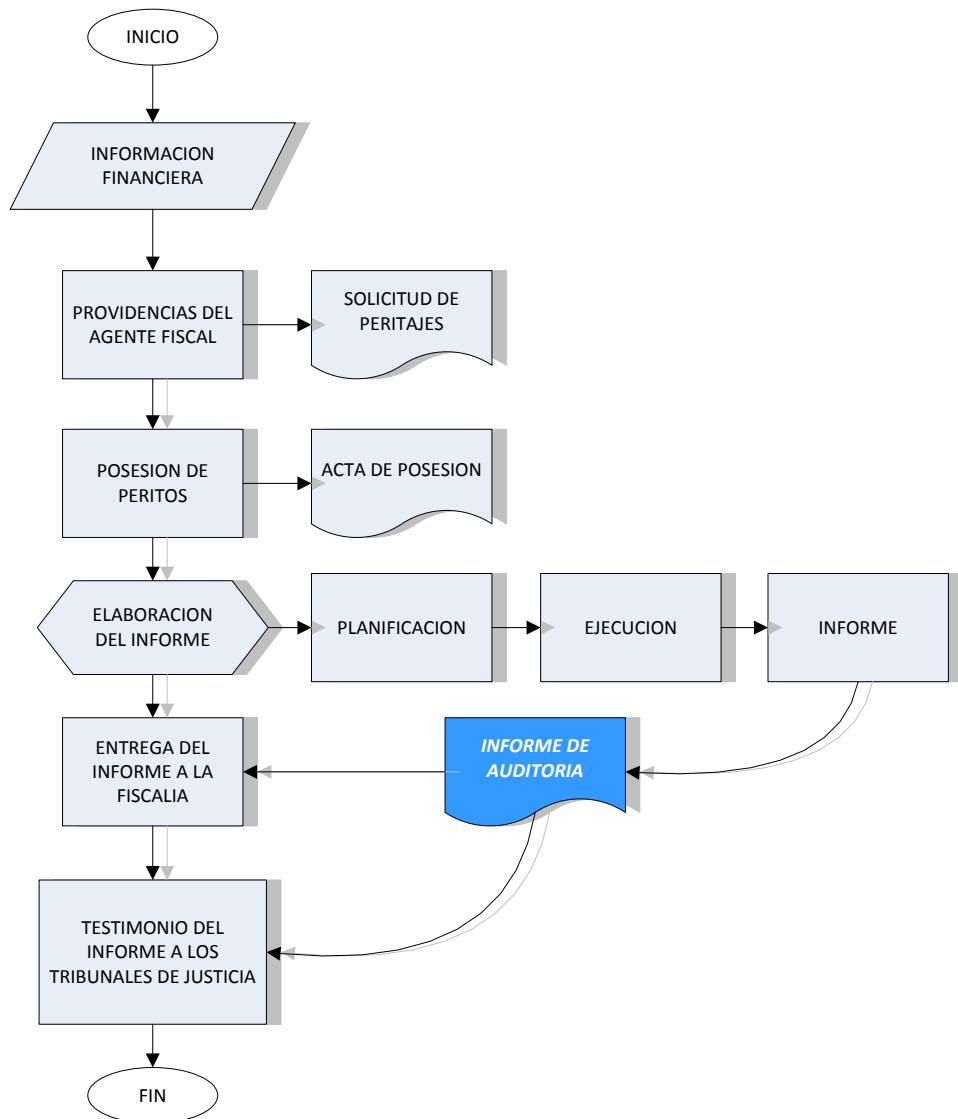 INICIO
INFORMACION
FINANCIERA
PROVIDENCIAS DEL
AGENTE FISCAL
SOLICITUD DE
PERITAJES
POSESION DE
PERITOS
ACTA DE POSESION
ELABORACION
DEL INFORME
PLANIFICACION
EJECUCION
INFORME
ENTREGA DEL
INFORME A LA
FISCALIA
INFORME DE
AUDITORIA
TESTIMONIO DEL
INFORME A LOS
TRIBUNALES DE JUSTICIA
FIN